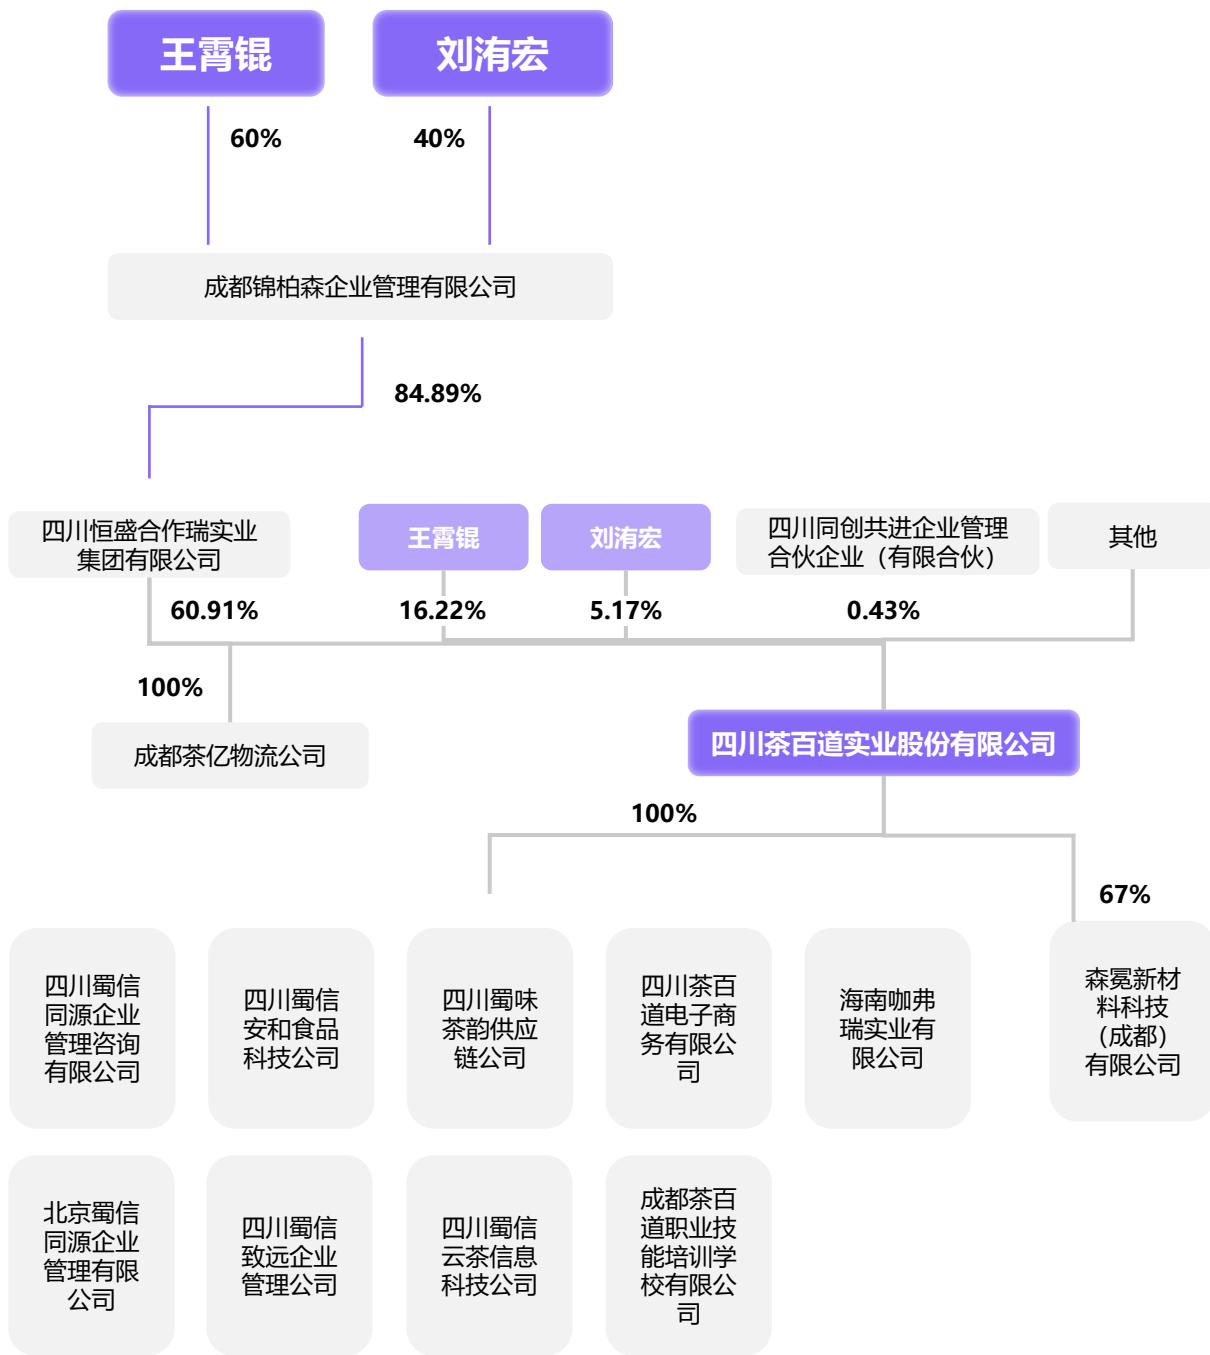 王霄锟
刘洧宏
60%
40%
成都锦柏森企业管理有限公司
84.89%
四川恒盛合作瑞实业
集团有限公司
王霄锟
刘洧宏
四川同创共进企业管理
合伙企业（有限合伙）
其他
60.91%
16.22%
5.17%
0.43%
100%
成都茶亿物流公司
四川茶百道实业股份有限公司
100%
67%
四川蜀信
同源企业
管理咨询
有限公司
四川蜀信
安和食品
科技公司
四川蜀味
茶韵供应
链公司
四川茶百
道电子商
务有限公
司
海南咖弗
瑞实业有
限公司
森冕新材
料科技
（成都）
有限公司
北京蜀信
同源企业
管理有限
公司
四川蜀信
致远企业
管理公司
四川蜀信
云茶信息
科技公司
成都茶百
道职业技
能培训学
校有限公
司